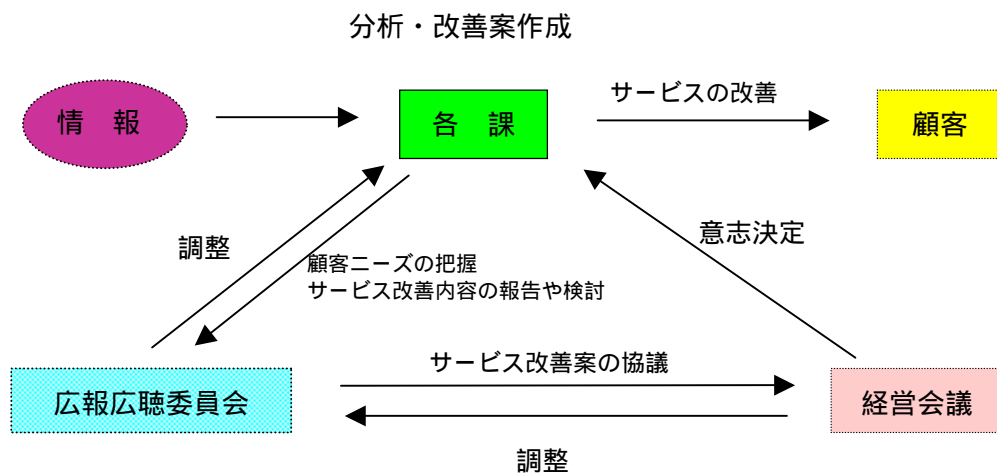 分析・改善案作成
情　報
各　課
サービスの改善
顧客
調整
顧客ニーズの把握
サービス改善内容の報告や検討
意志決定
広報広聴委員会
サービス改善案の協議
経営会議
調整